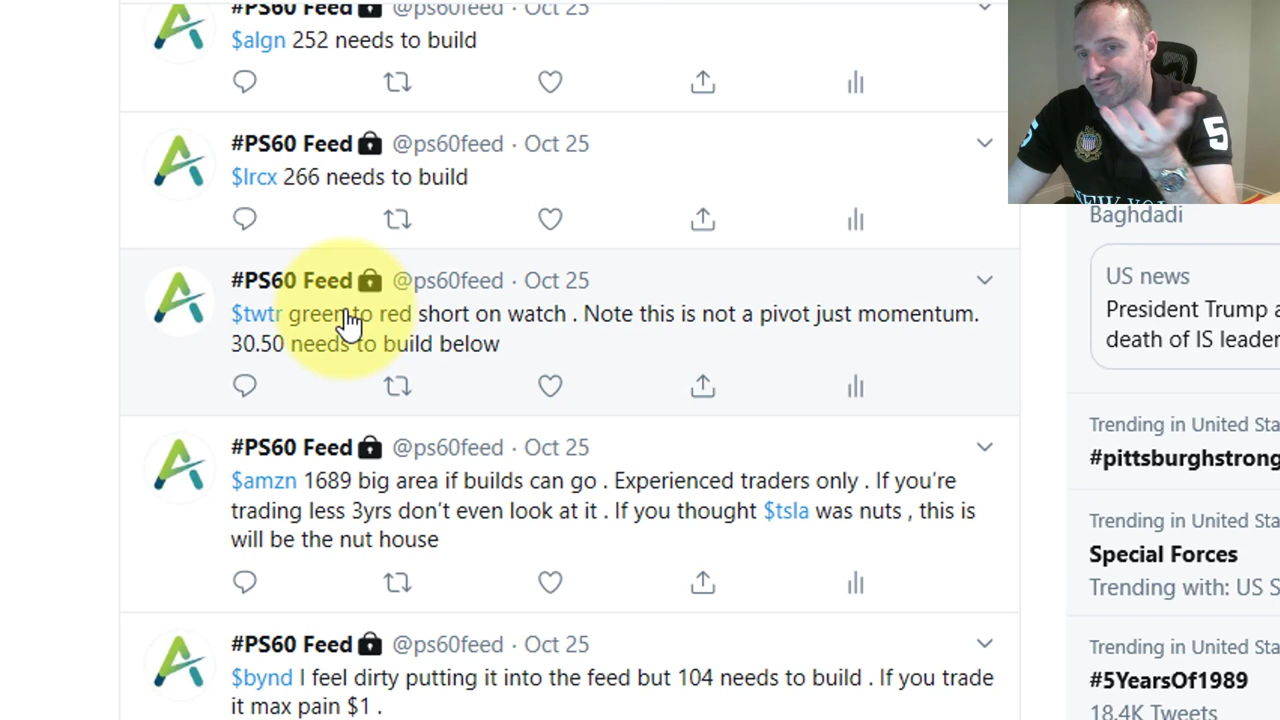 #PS60 Feed @ps60feed · Oct 25
$algn 252 needs to build
#PS60 Feed @ps60feed · Oct 25
$lrcx 266 needs to build
#PS60 Feed @ps60feed · Oct 25
$twtr green to red short on watch . Note this is not a pivot just momentum.
30.50 needs to build below
#PS60 Feed @ps60feed · Oct 25
$amzn 1689 big area if builds can go . Experienced traders only . If you’re
trading less 3yrs don’t even look at it . If you thought $tsla was nuts , this is
will be the nut house
#PS60 Feed @ps60feed · Oct 25
$bynd I feel dirty putting it into the feed but 104 needs to build . If you trade
it max pain $1 .
5
NEW YO
Baghdadi
US news
President Trump a
death of IS leader
Trending in United Sta
#pittsburghstrong
Trending in United Sta
Special Forces
Trending with: US S
Trending in United Sta
#5YearsOf1989
18.4K Tweets